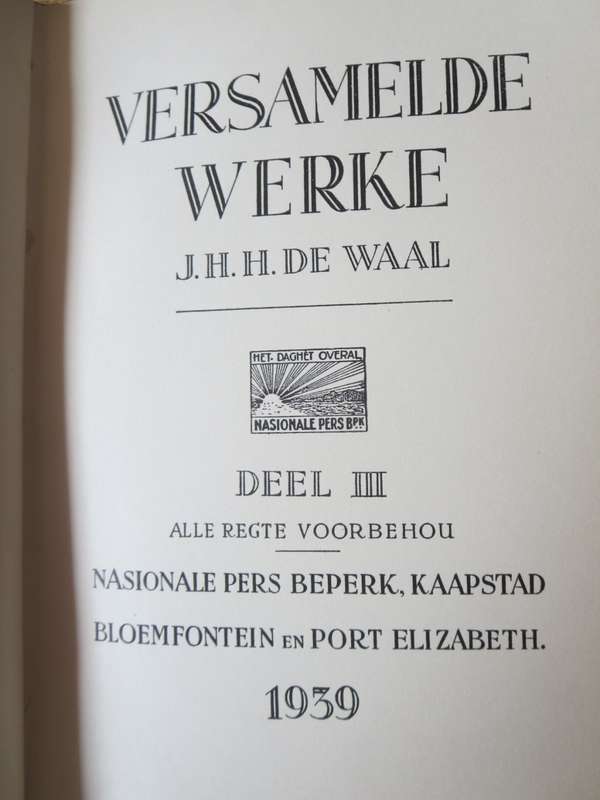 VERSAMELDE
WERKE
J.H.H. DE WAAL
HET DAGHET OVERAL
NASIONALE PERS BPK
DEEL III
ALLE REGTE VOORBEHOU
NASIONALE PERS BEPERK, KAAPSTAD
BLOEMFONTEIN EN PORT ELIZABETH.
1939